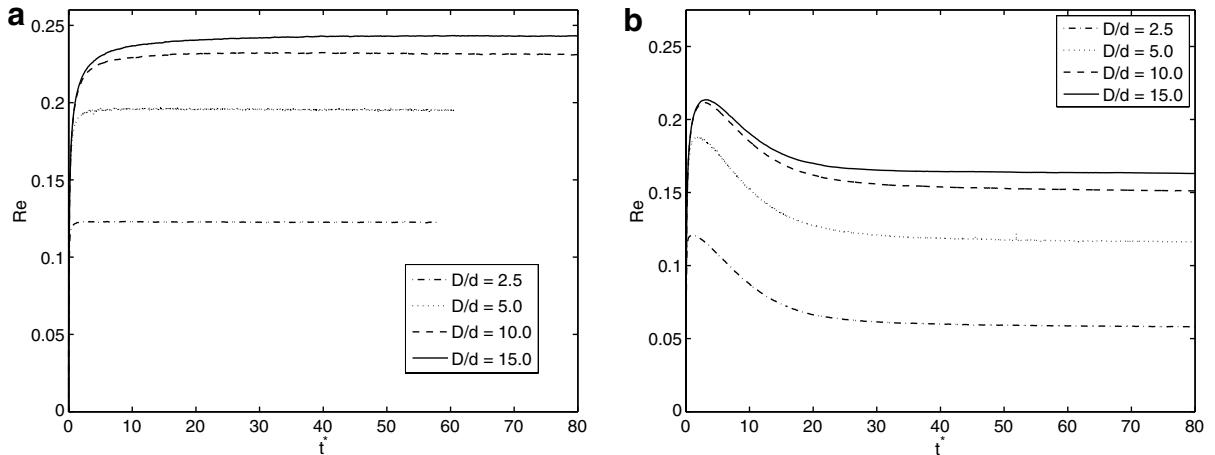 a
Re
0.25
0.2
0.15
0.1
0.05
0
0 10 20 30 40 50 60 70 80
t*
D/d = 2.5
D/d = 5.0
D/d = 10.0
D/d = 15.0
b
Re
0.25
0.2
0.15
0.1
0.05
0
0 10 20 30 40 50 60 70 80
t*
D/d = 2.5
D/d = 5.0
D/d = 10.0
D/d = 15.0